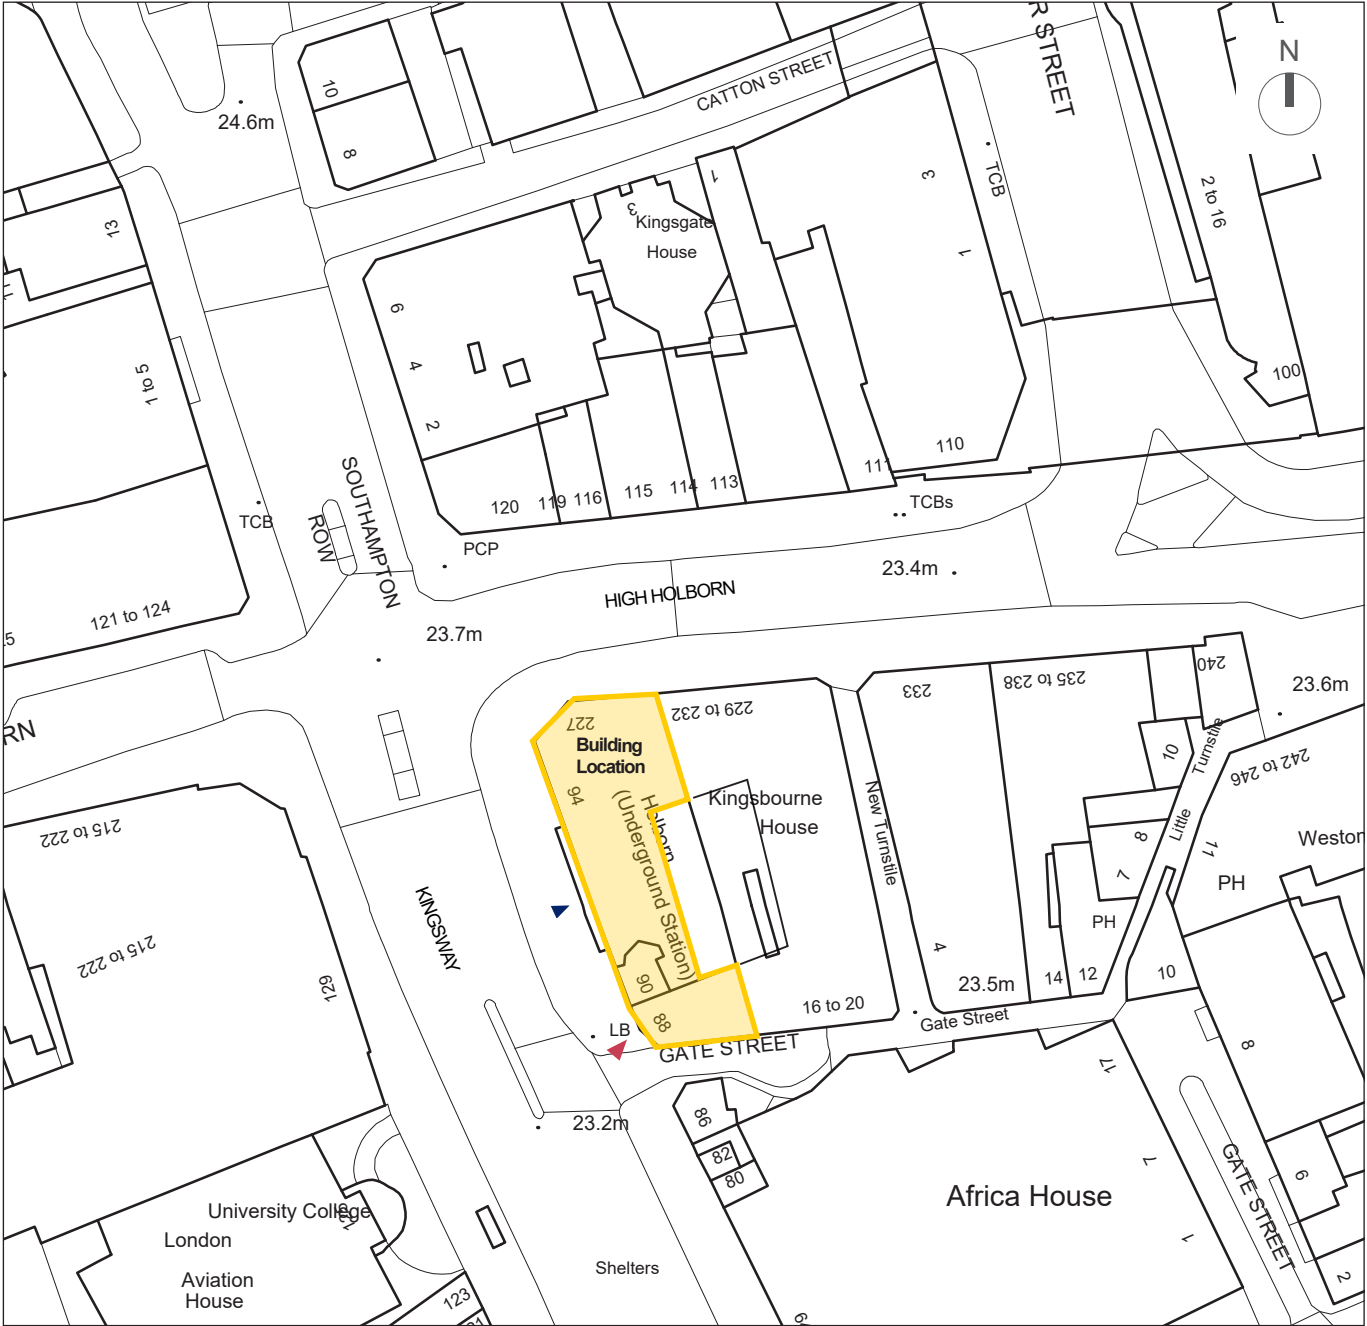 R STREET
N
10
CATTON STREET
24.6m
8
TCB
3
2 to 16
1
3
13
Kingsgate
House
1
6
4
2
1 to 5
100
110
111
SOUTHAMPTON
ROW
120
119
116
115
114
113
TCBs
TCB
PCP
23.4m
HIGH HOLBORN
121 to 124
23.7m
240
233
235 to 238
23.6m
227
229 to 232
RN
Building
Location
10
Little
Turnstile
242 to 246
94
Holborn
(Underground Station)
Kingsbourne
House
New Turnstile
215 to 222
8
11
Weston
7
PH
KINGSWAY
PH
215 to 222
4
129
90
14
12
10
23.5m
16 to 20
Gate Street
88
LB
GATE STREET
8
17
86
23.2m
82
80
7
6
GATE STREET
Africa House
University College
London
1
Shelters
Aviation
House
2
123